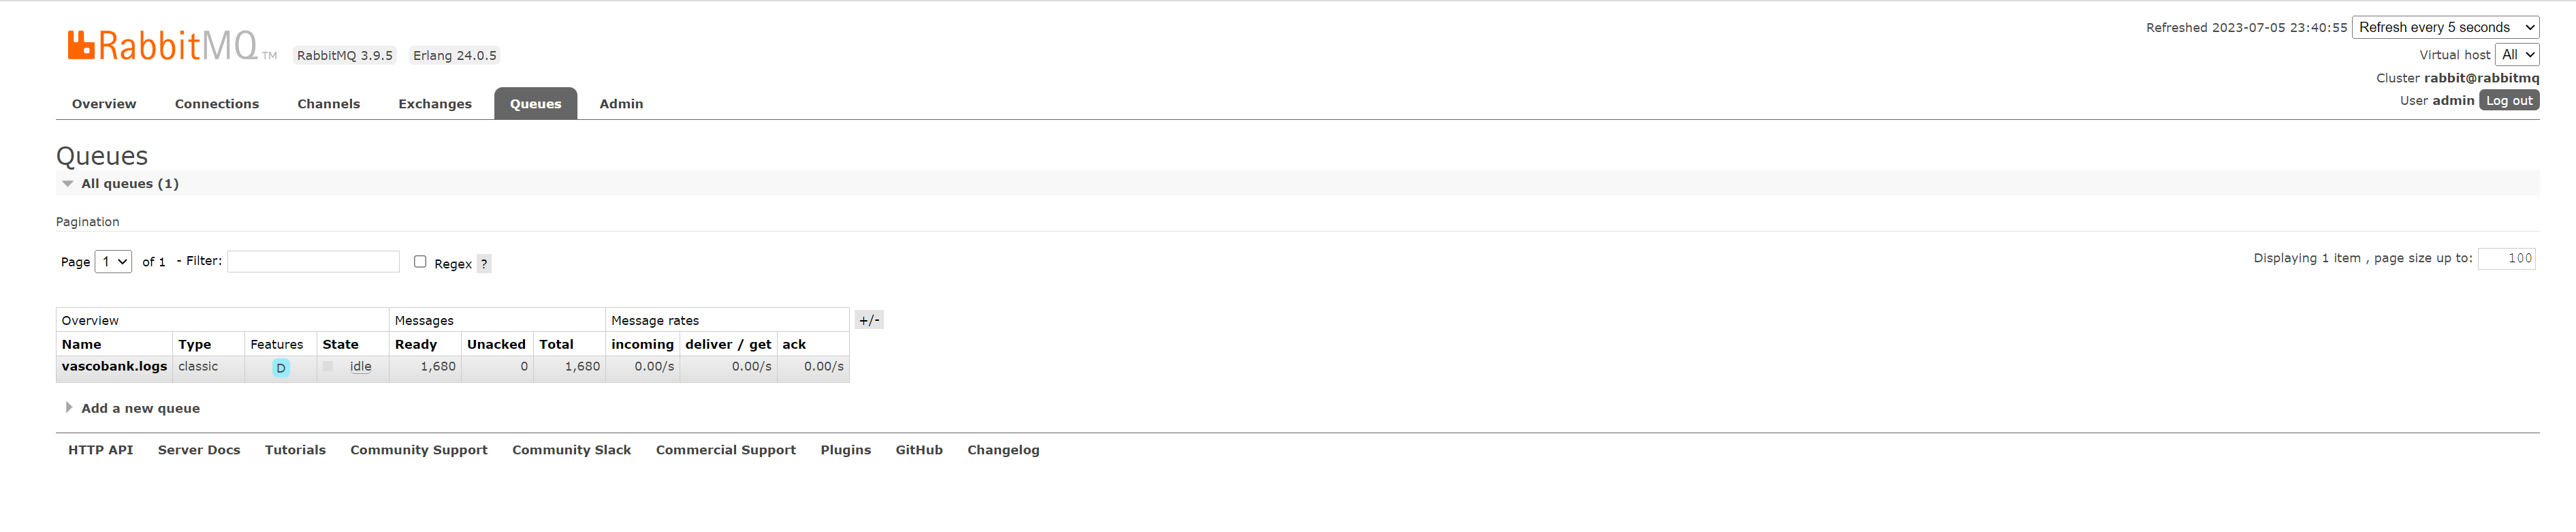 Refreshed 2023-07-05 23:40:55 Refresh every 5 seconds
RabbitMQ TM RabbitMQ 3.9.5 Erlang 24.0.5
Virtual host All
Cluster rabbit@rabbitmq
User admin Log out
Overview Connections Channels Exchanges Queues Admin
Queues
All queues (1)
Pagination
Page 1 of 1 - Filter: Regex ? Displaying 1 item , page size up to: 100
Overview Messages Message rates +/-
Name Type Features State Ready Unacked Total incoming deliver / get ack
vascobank.logs classic D idle 1,680 0 1,680 0.00/s 0.00/s 0.00/s
Add a new queue
HTTP API Server Docs Tutorials Community Support Community Slack Commercial Support Plugins GitHub Changelog